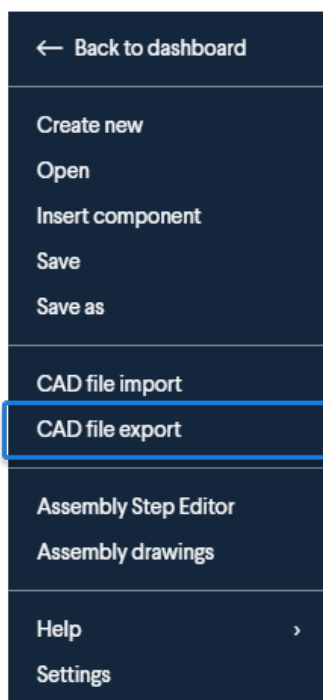 ← Back to dashboard
Create new
Open
Insert component
Save
Save as
CAD file import
CAD file export
Assembly Step Editor
Assembly drawings
Help ›
Settings